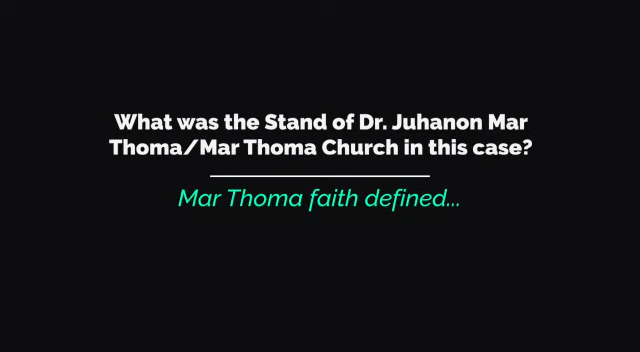 What was the Stand of Dr. Juhanon Mar
Thoma/Mar Thoma Church in this case?
Mar Thoma faith defined...